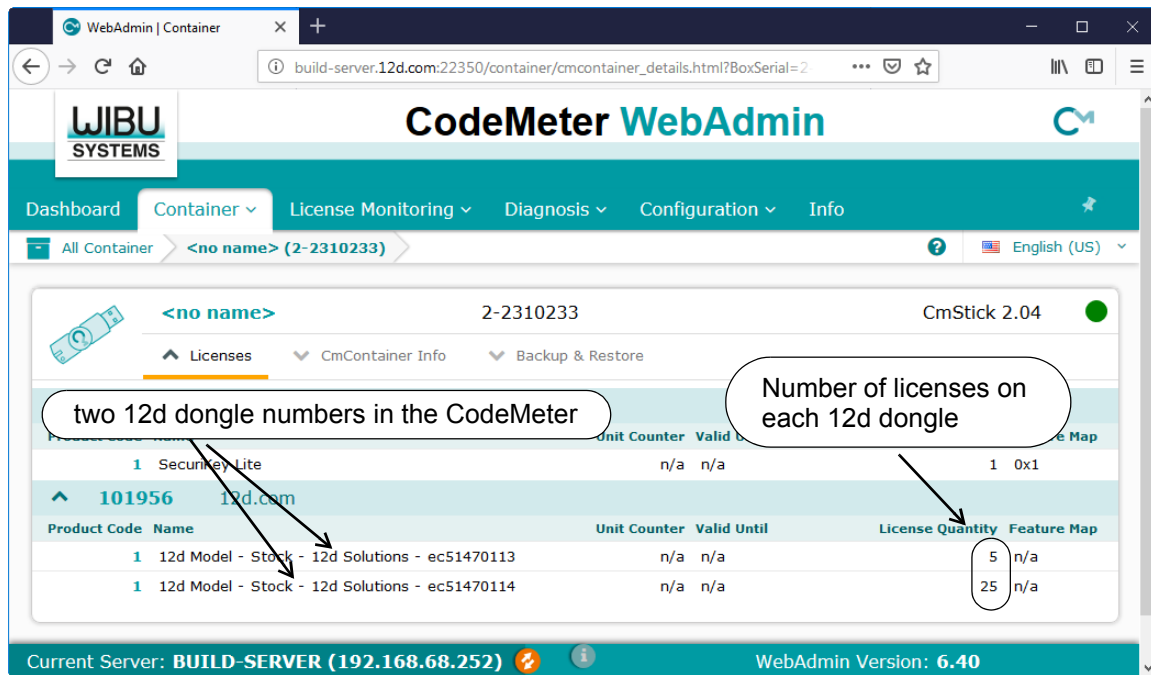 WebAdmin | Container
build-server.12d.com:22350/container/cmcontainer_details.html?BoxSerial=2
WIBU
SYSTEMS
CodeMeter WebAdmin
Dashboard Container License Monitoring Diagnosis Configuration Info
All Container <no name> (2-2310233) English (US)
<no name> 2-2310233 CmStick 2.04
Licenses CmContainer Info Backup & Restore
two 12d dongle numbers in the CodeMeter
Number of licenses on
each 12d dongle
Unit Counter Map
1 SecuriKey Lite n/a n/a 1 0x1
101956 12d.com
Product Code Name Unit Counter Valid Until License Quantity Feature Map
1 12d Model - Stock - 12d Solutions - ec51470113 n/a n/a 5 n/a
1 12d Model - Stock - 12d Solutions - ec51470114 n/a n/a 25 n/a
Current Server: BUILD-SERVER (192.168.68.252) WebAdmin Version: 6.40